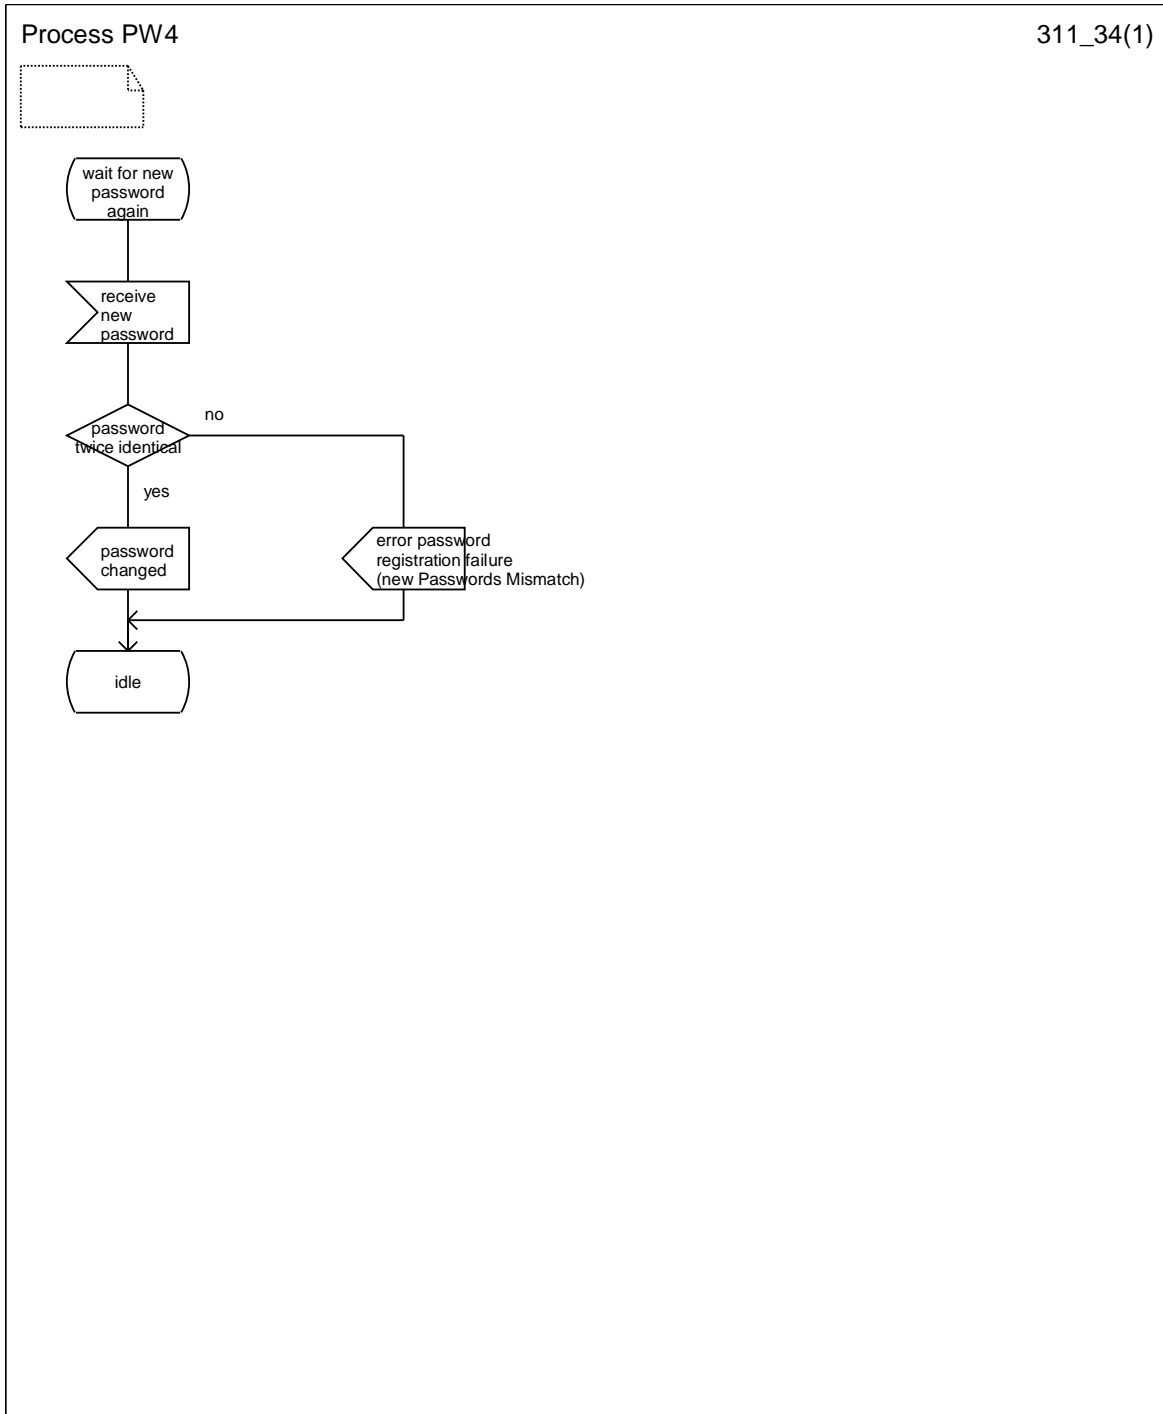 Process PW4
311_34(1)
wait for new
password
again
receive
new
password
password
twice identical
no
yes
password
changed
error password
registration failure
(new Passwords Mismatch)
idle